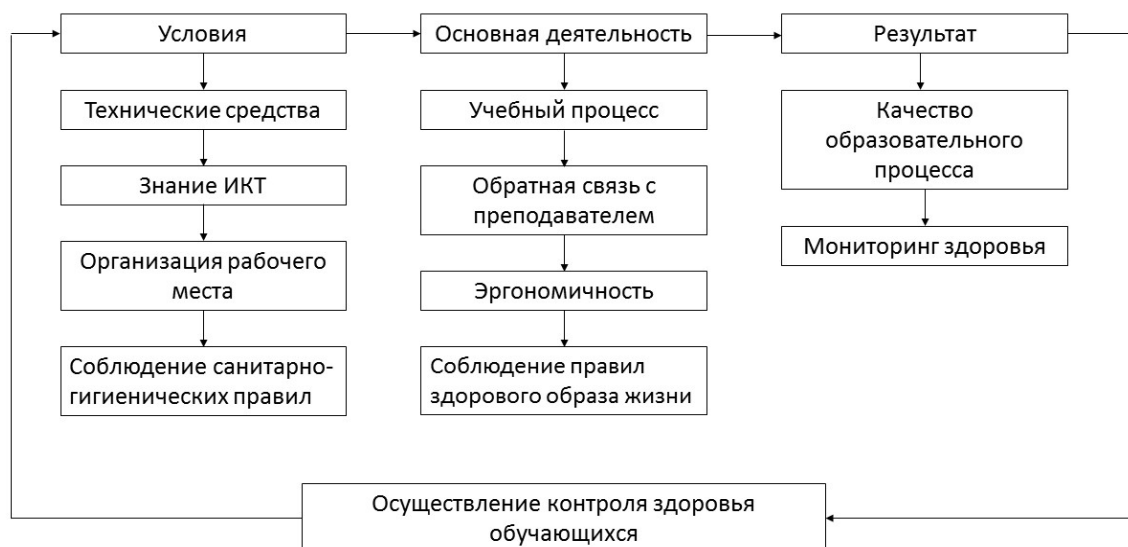 Условия
Основная деятельность
Результат
Технические средства
Знание ИКТ
Организация рабочего
места
Соблюдение санитарно-
гигиенических правил
Учебный процесс
Обратная связь с
преподавателем
Эргономичность
Соблюдение правил
здорового образа жизни
Качество
образовательного
процесса
Мониторинг здоровья
Осуществление контроля здоровья
обучающихся